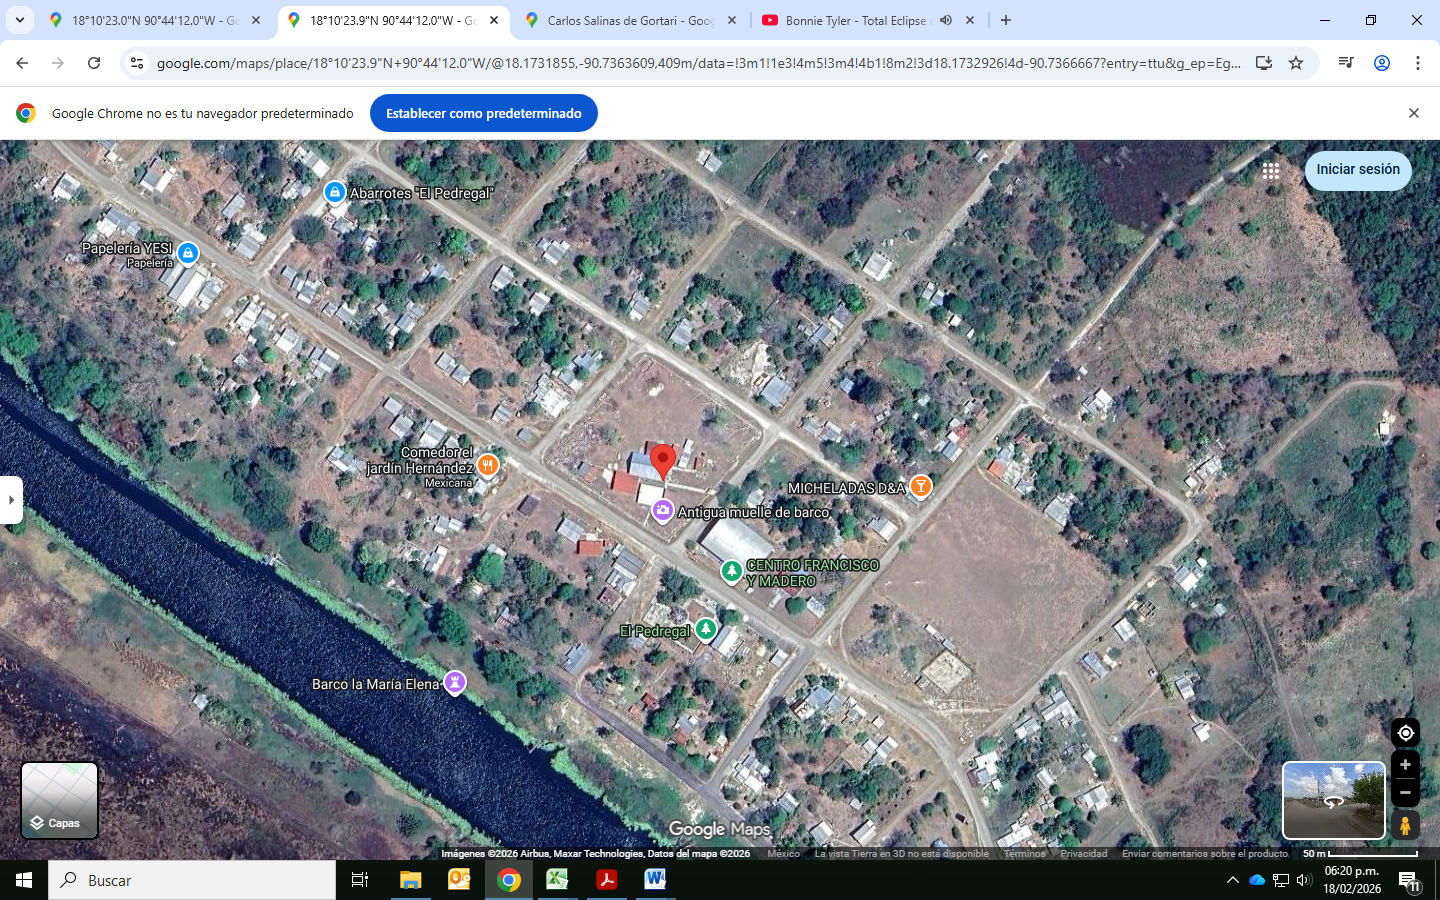 18°10'23.0"N 90°44'12.0"W - Go
18°10'23.9"N 90°44'12.0"W - Go
Carlos Salinas de Gortari - Goog
Bonnie Tyler - Total Eclipse o
google.com/maps/place/18°10'23.9"N+90°44'12.0"W/@18.1731855,-90.7363609,409m/data=!3m1!1e3!4m5!3m4!4b1!8m2!3d18.1732926!4d-90.7366667?entry=ttu&g_ep=Eg...
Google Chrome no es tu navegador predeterminado
Establecer como predeterminado
Iniciar sesión
Abarrotes "El Pedregal"
Papelería YESI
Papelería
Comedor el
jardín Hernández
Mexicana
MICHELADAS D&A
Antigua muelle de barco
CENTRO FRANCISCO
Y MADERO
El Pedregal
Barco la María Elena
Capas
Google Maps
Imágenes ©2026 Airbus, Maxar Technologies, Datos del mapa ©2026
México
La vista Tierra en 3D no está disponible
Términos
Privacidad
Enviar comentarios sobre el producto
50 m
Buscar
06:20 p.m.
18/02/2026
11